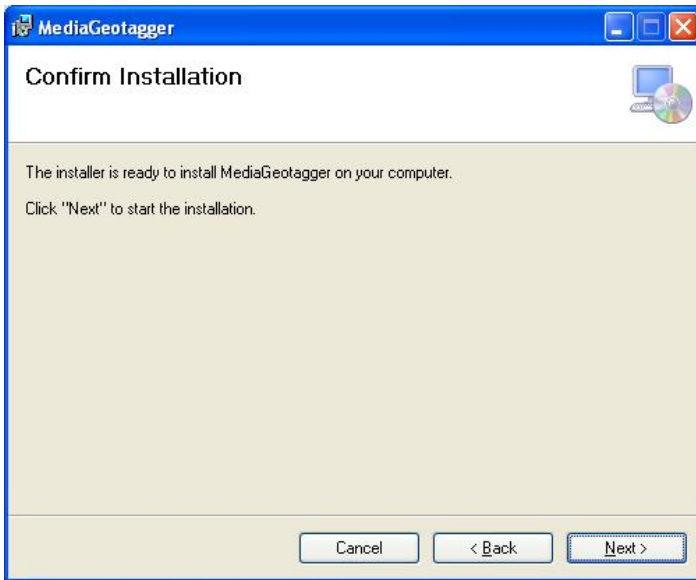 MediaGeotagger
Confirm Installation
The installer is ready to install MediaGeotagger on your computer.
Click "Next" to start the installation.
Cancel
< Back
Next >